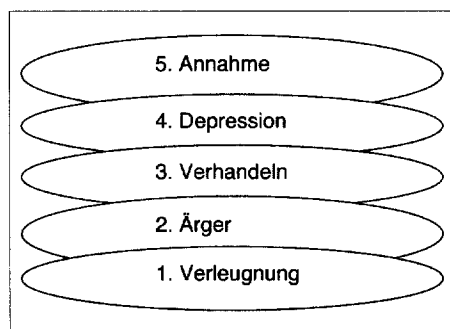 5. Annahme
4. Depression
3. Verhandeln
2. Ärger
1. Verleugnung